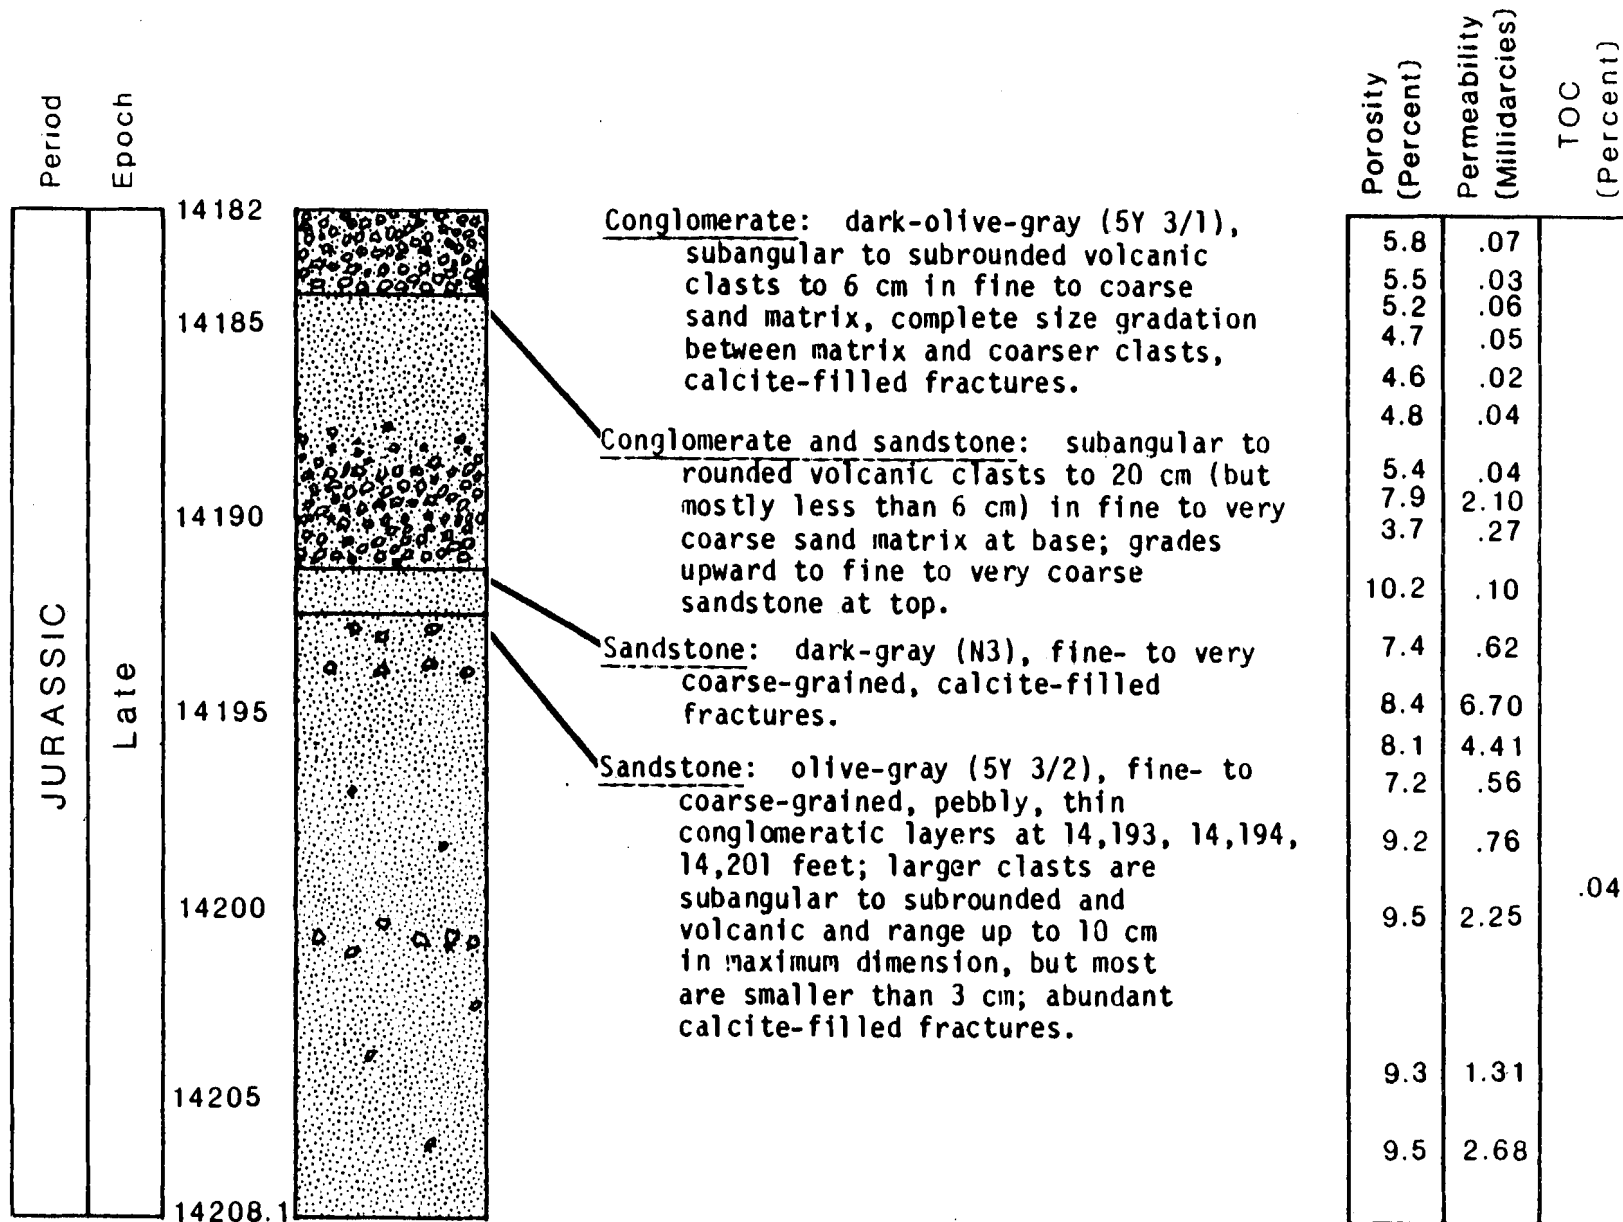 Period
Epoch
Porosity
(Percent)
Permeability
(Millidarcies)
TOC
(Percent)
JURASSIC
Late
14182
14185
14190
14195
14200
14205
14208.1
Conglomerate: dark-olive-gray (5Y 3/1),
subangular to subrounded volcanic
clasts to 6 cm in fine to coarse
sand matrix, complete size gradation
between matrix and coarser clasts,
calcite-filled fractures.
Conglomerate and sandstone: subangular to
rounded volcanic clasts to 20 cm (but
mostly less than 6 cm) in fine to very
coarse sand matrix at base; grades
upward to fine to very coarse
sandstone at top.
Sandstone: dark-gray (N3), fine- to very
coarse-grained, calcite-filled
fractures.
Sandstone: olive-gray (5Y 3/2), fine- to
coarse-grained, pebbly, thin
conglomeratic layers at 14,193, 14,194,
14,201 feet; larger clasts are
subangular to subrounded and
volcanic and range up to 10 cm
in maximum dimension, but most
are smaller than 3 cm; abundant
calcite-filled fractures.
5.8 .07
5.5 .03
5.2 .06
4.7 .05
4.6 .02
4.8 .04
5.4 .04
7.9 2.10
3.7 .27
10.2 .10
7.4 .62
8.4 6.70
8.1 4.41
7.2 .56
9.2 .76
.04
9.5 2.25
9.3 1.31
9.5 2.68